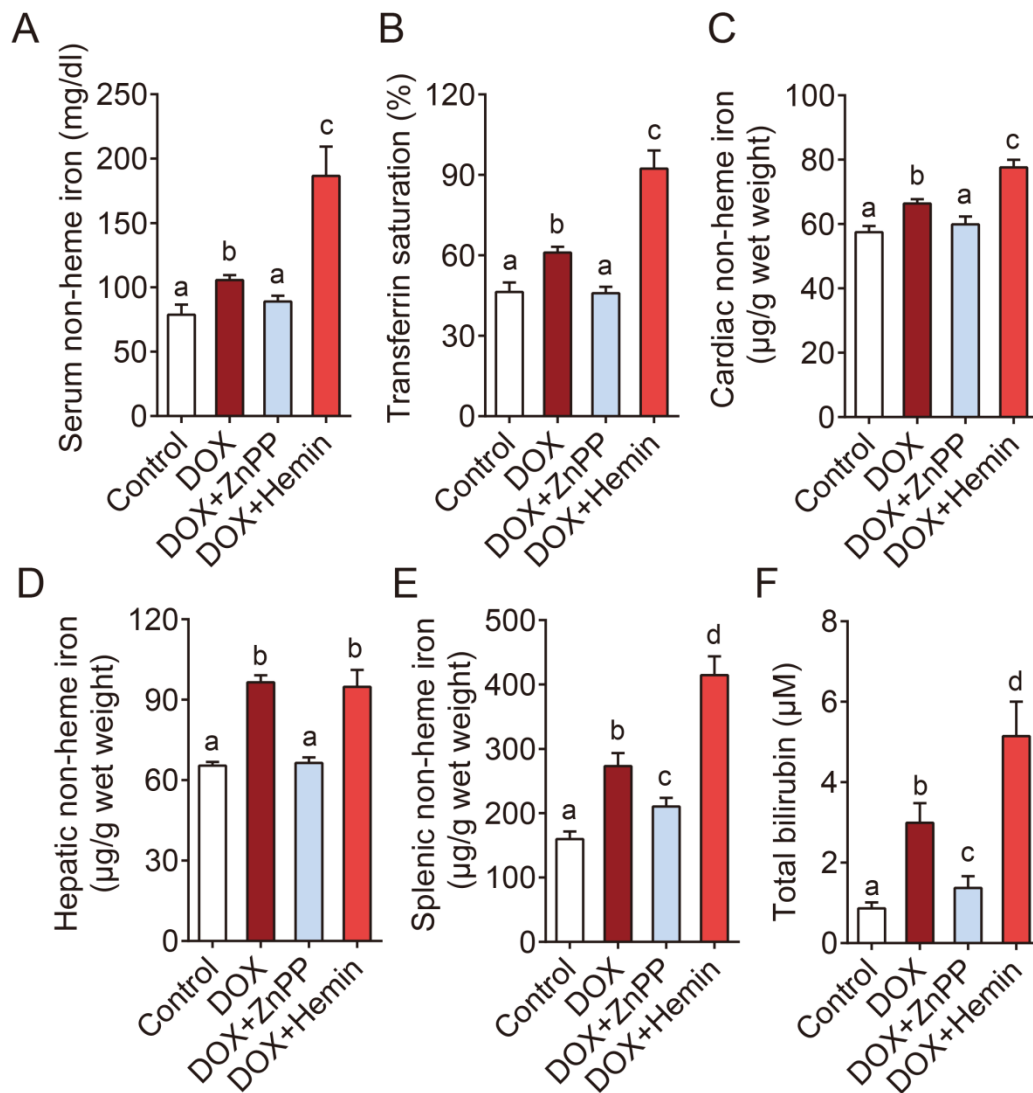 A
Serum non-heme iron (mg/dl)
250
200
150
100
50
0
a
b
a
c
Control
DOX
DOX+ZnPP
DOX+Hemin
B
Transferrin saturation (%)
120
90
60
30
0
a
b
a
c
Control
DOX
DOX+ZnPP
DOX+Hemin
C
Cardiac non-heme iron
(µg/g wet weight)
100
80
60
40
20
0
a
b
a
c
Control
DOX
DOX+ZnPP
DOX+Hemin
D
Hepatic non-heme iron
(µg/g wet weight)
120
90
60
30
0
a
b
a
b
Control
DOX
DOX+ZnPP
DOX+Hemin
E
Splenic non-heme iron
(µg/g wet weight)
500
400
300
200
100
0
a
b
c
d
Control
DOX
DOX+ZnPP
DOX+Hemin
F
Total bilirubin (µM)
8
6
4
2
0
a
b
c
d
Control
DOX
DOX+ZnPP
DOX+Hemin